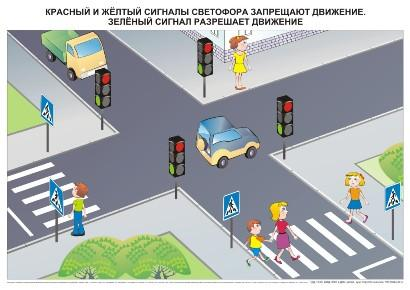 КРАСНЫЙ И ЖЁЛТЫЙ СИГНАЛЫ СВЕТОФОРА ЗАПРЕЩАЮТ ДВИЖЕНИЕ.
ЗЕЛЁНЫЙ СИГНАЛ РАЗРЕШАЕТ ДВИЖЕНИЕ